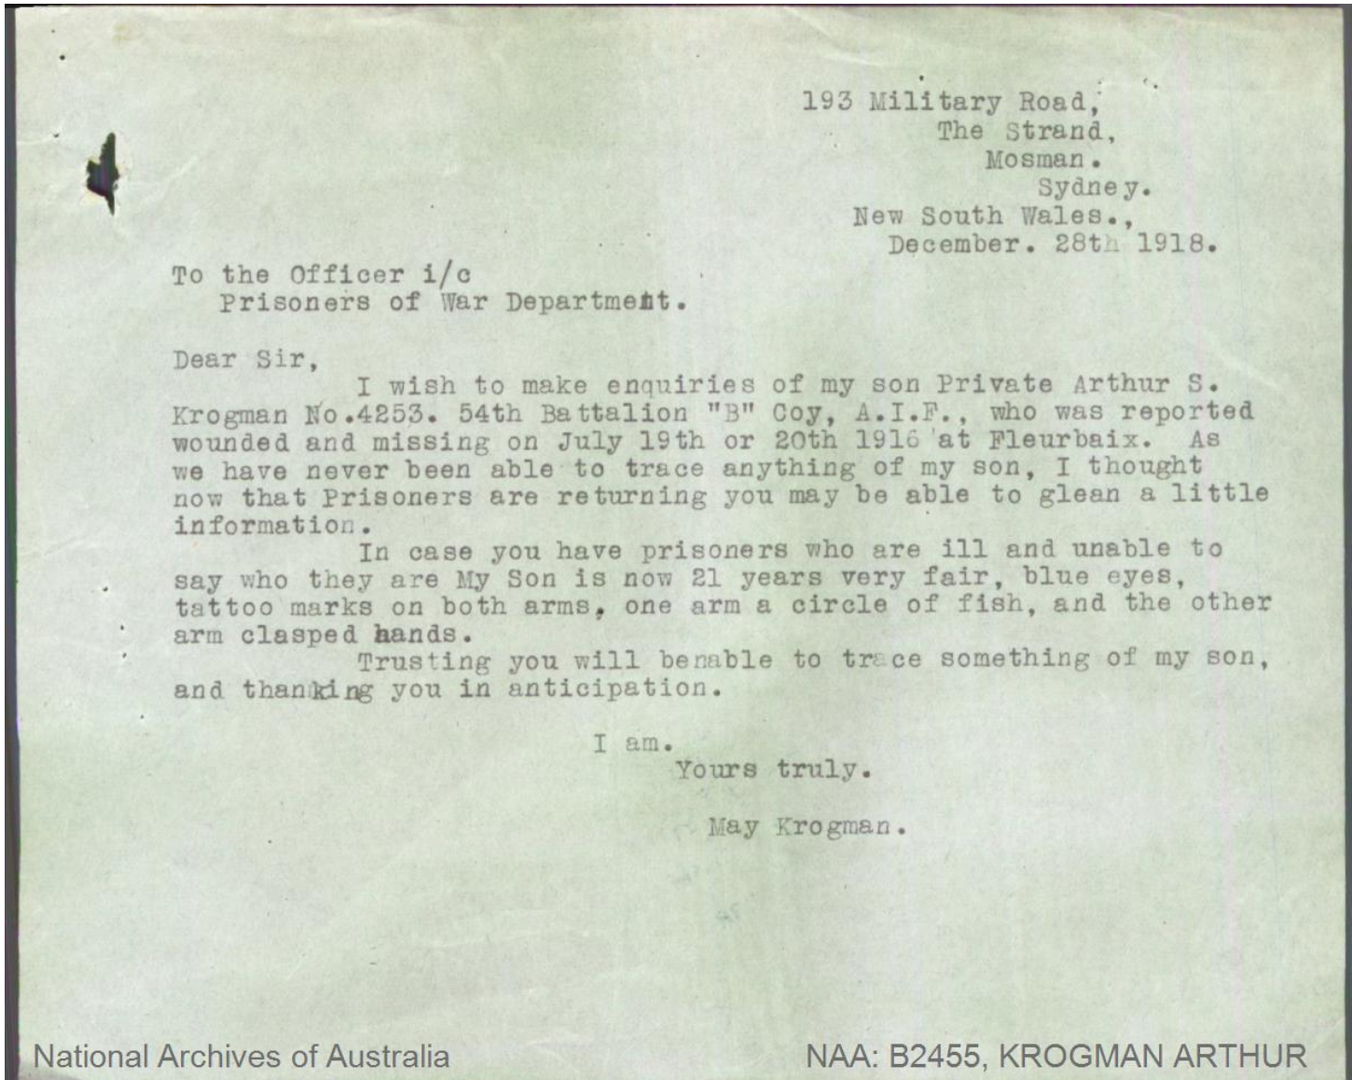 193 Military Road,
The Strand,
Mosman.
Sydney.
New South Wales.,
December. 28th 1918.
To the Officer i/c
Prisoners of War Department.
Dear Sir,
I wish to make enquiries of my son Private Arthur S.
Krogman No.4253. 54th Battalion "B" Coy, A.I.F., who was reported
wounded and missing on July 19th or 20th 1916 at Fleurbaix. As
we have never been able to trace anything of my son, I thought
now that Prisoners are returning you may be able to glean a little
information.
In case you have prisoners who are ill and unable to
say who they are My Son is now 21 years very fair, blue eyes,
tattoo marks on both arms, one arm a circle of fish, and the other
arm clasped hands.
Trusting you will benable to trace something of my son,
and thanking you in anticipation.
I am.
Yours truly.
May Krogman.
National Archives of Australia
NAA: B2455, KROGMAN ARTHUR